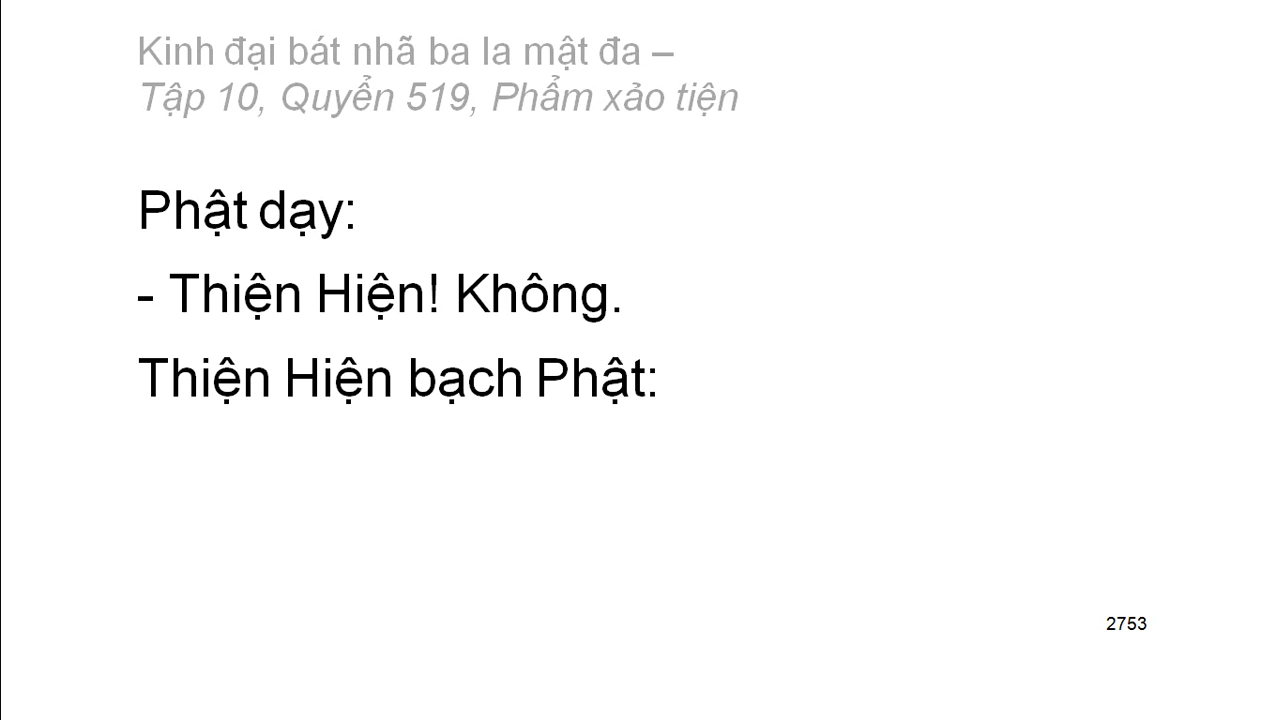 Kinh đại bát nhã ba la mật đa –
Tập 10, Quyển 519, Phẩm xảo tiện
Phật dạy:
- Thiện Hiện! Không.
Thiện Hiện bạch Phật:
2753